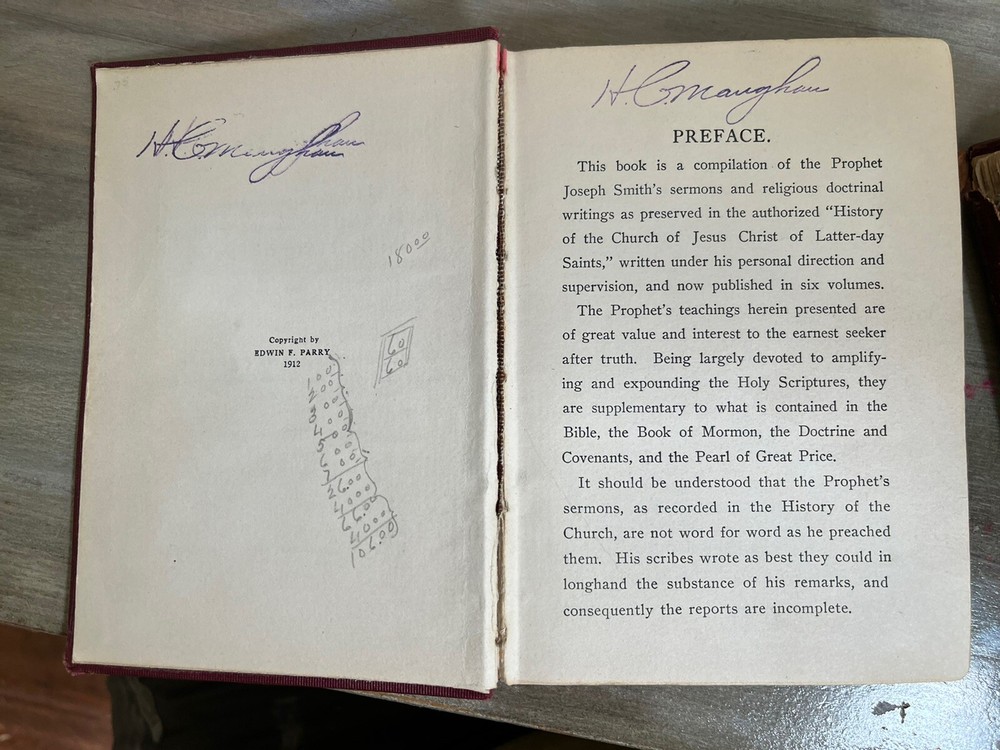 H. C. Maughan
1800.00
60
60
Copyright by
EDWIN F. PARRY
1912
106.00
H. C. Maughan
PREFACE.
This book is a compilation of the Prophet
Joseph Smith's sermons and religious doctrinal
writings as preserved in the authorized “History
of the Church of Jesus Christ of Latter-day
Saints,” written under his personal direction and
supervision, and now published in six volumes.
The Prophet's teachings herein presented are
of great value and interest to the earnest seeker
after truth. Being largely devoted to amplify-
ing and expounding the Holy Scriptures, they
are supplementary to what is contained in the
Bible, the Book of Mormon, the Doctrine and
Covenants, and the Pearl of Great Price.
It should be understood that the Prophet's
sermons, as recorded in the History of the
Church, are not word for word as he preached
them. His scribes wrote as best they could in
longhand the substance of his remarks, and
consequently the reports are incomplete.